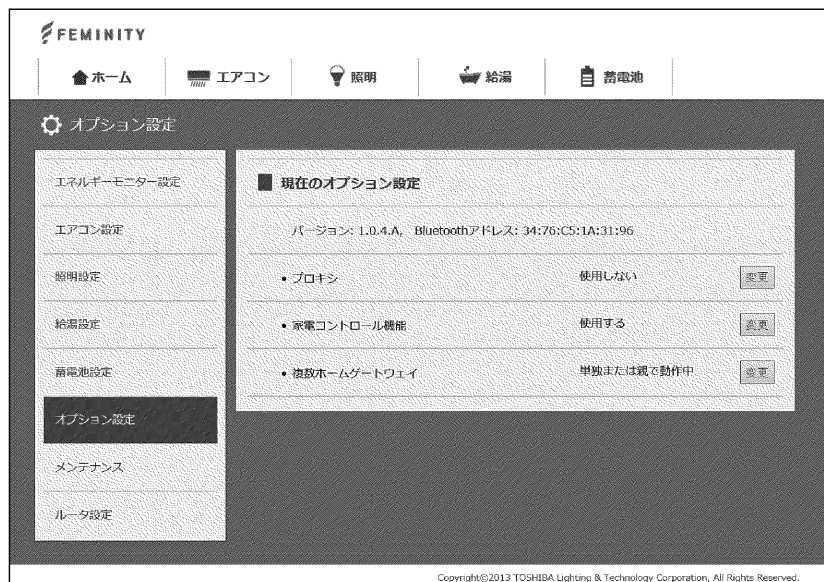 FEMINITY
ホーム エアコン 照明 給湯 蓄電池
オプション設定
エネルギーモニター設定
エアコン設定
照明設定
給湯設定
蓄電池設定
オプション設定
メンテナンス
ルータ設定
現在のオプション設定
バージョン: 1.0.4.A, Bluetoothアドレス: 34:76:C5:1A:31:96
• プロキシ 使用しない 変更
• 家電コントロール機能 使用する 変更
• 複数ホームゲートウェイ 単独または親で動作中 変更
Copyright©2013 TOSHIBA Lighting & Technology Corporation, All Rights Reserved.